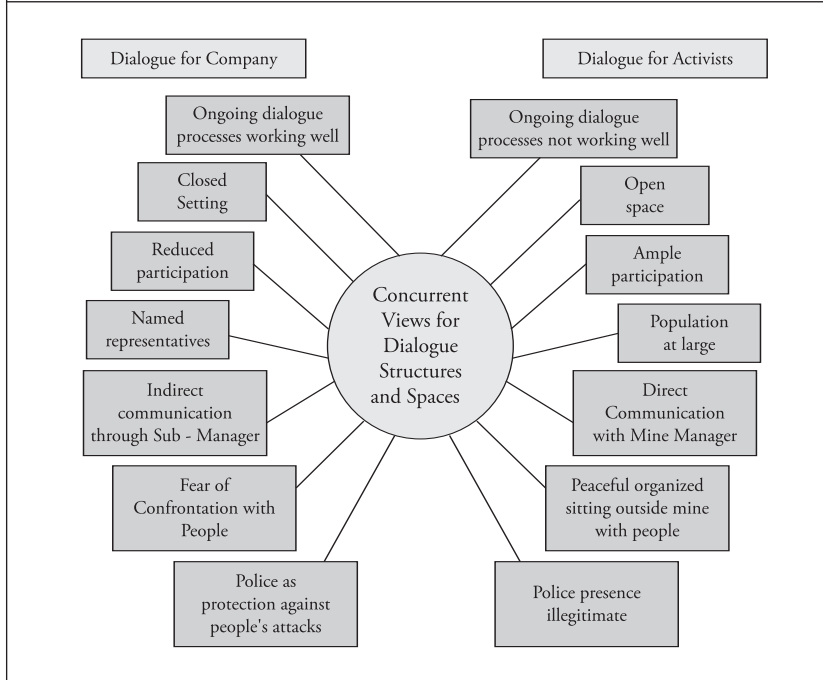 Dialogue for Company
Dialogue for Activists
Ongoing dialogue
processes working well
Closed
Setting
Reduced
participation
Named
representatives
Indirect
communication
through Sub - Manager
Fear of
Confrontation with
People
Police as
protection against
people's attacks
Concurrent
Views for
Dialogue
Structures
and Spaces
Ongoing dialogue
processes not working well
Open
space
Ample
participation
Population
at large
Direct
Communication
with Mine Manager
Peaceful organized
sitting outside mine
with people
Police presence
illegitimate